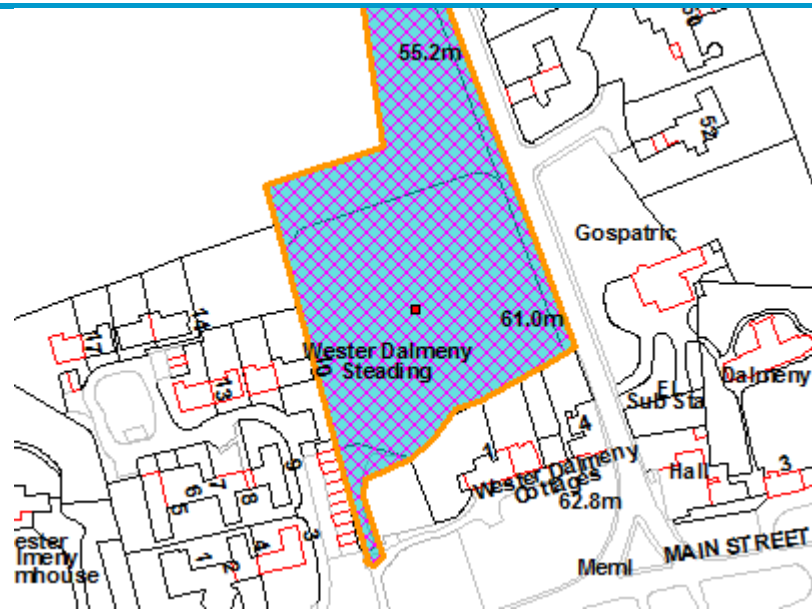 55.2m
50
52
Gospatric
61.0m
Wester Dalmeny
Steading
14
17
10
13
El
Sub Sta
Dalmeny
1
4
Wester Dalmeny
Cottages
62.8m
Hall
3
9
7
6
8
5
3
4
1
2
ester
lmeny
mhouse
Meml
MAIN STREET